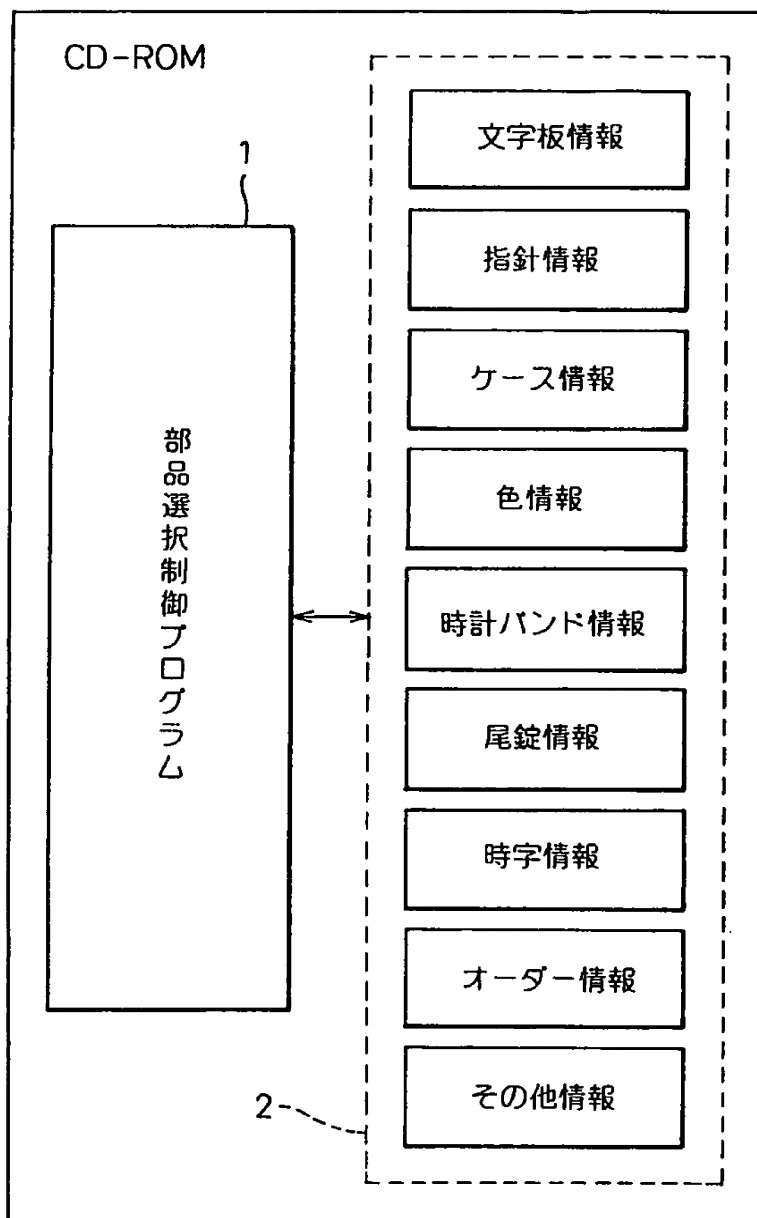 CD-ROM
1
部品選択制御プログラム
文字板情報
指針情報
ケース情報
色情報
時計バンド情報
尾錠情報
時字情報
オーダー情報
その他情報
2